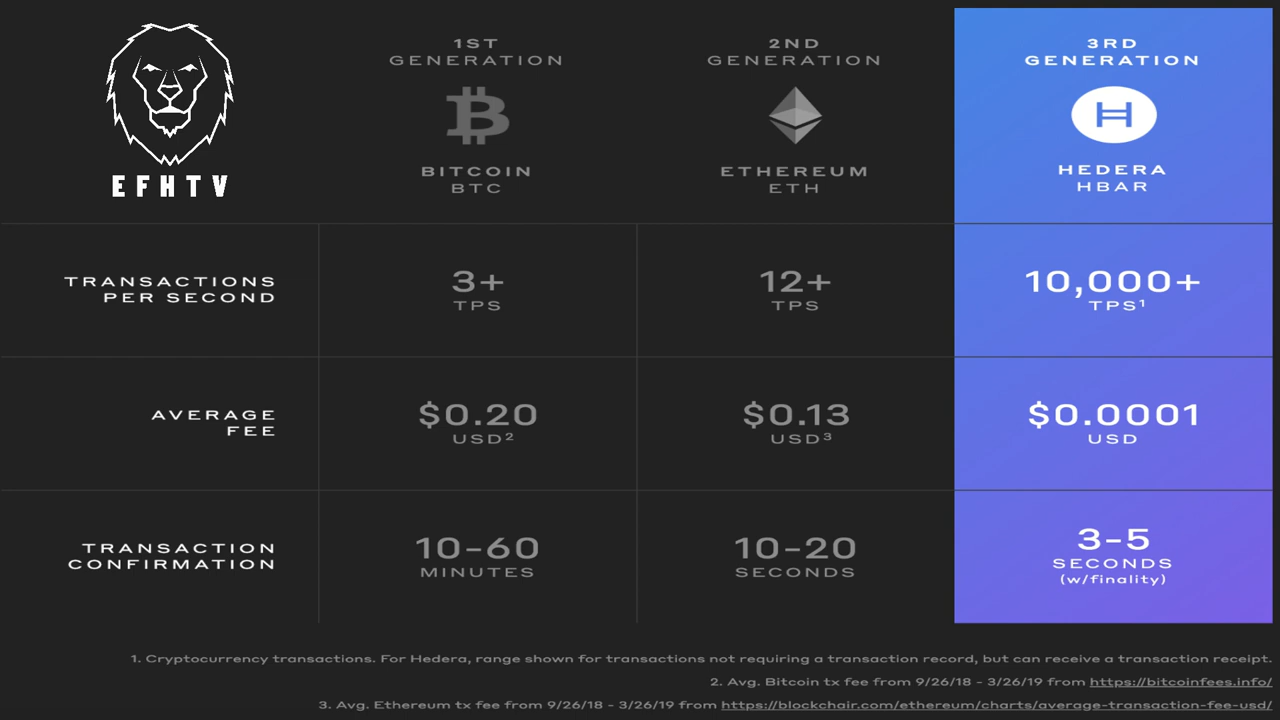 EFHTV
1ST
GENERATION
BITCOIN
BTC
2ND
GENERATION
ETHEREUM
ETH
3RD
GENERATION
H
HEDERA
HBAR
TRANSACTIONS
PER SECOND
3+
TPS
12+
TPS
10,000+
TPS¹
AVERAGE
FEE
$0.20
USD²
$0.13
USD³
$0.0001
USD
TRANSACTION
CONFIRMATION
10-60
MINUTES
10-20
SECONDS
3-5
SECONDS
(w/finality)
1. Cryptocurrency transactions. For Hedera, range shown for transactions not requiring a transaction record, but can receive a transaction receipt.
2. Avg. Bitcoin tx fee from 9/26/18 - 3/26/19 from https://bitcoinfees.info/
3. Avg. Ethereum tx fee from 9/26/18 - 3/26/19 from https://blockchair.com/ethereum/charts/average-transaction-fee-usd/